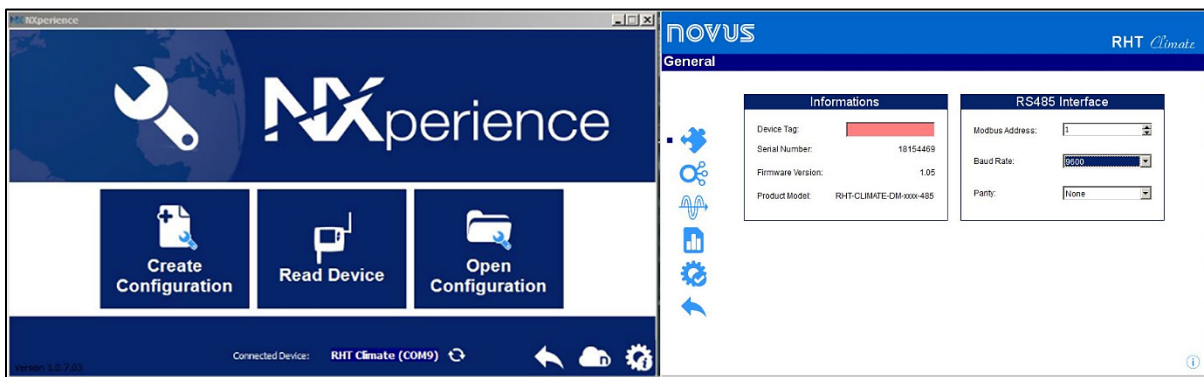 NXperience
NXperience
Create
Configuration
Read Device
Open
Configuration
Connected Device: RHT Climate (COM9)
n
Version 1.0.7.03
novus
RHT Climate
General
Informations
Device Tag:
Serial Number: 18154469
Firmware Version: 1.05
Product Model: RHT-CLIMATE-DM-xxx-485
RS485 Interface
Modbus Address: 1
Baud Rate: 9600
Parity: None